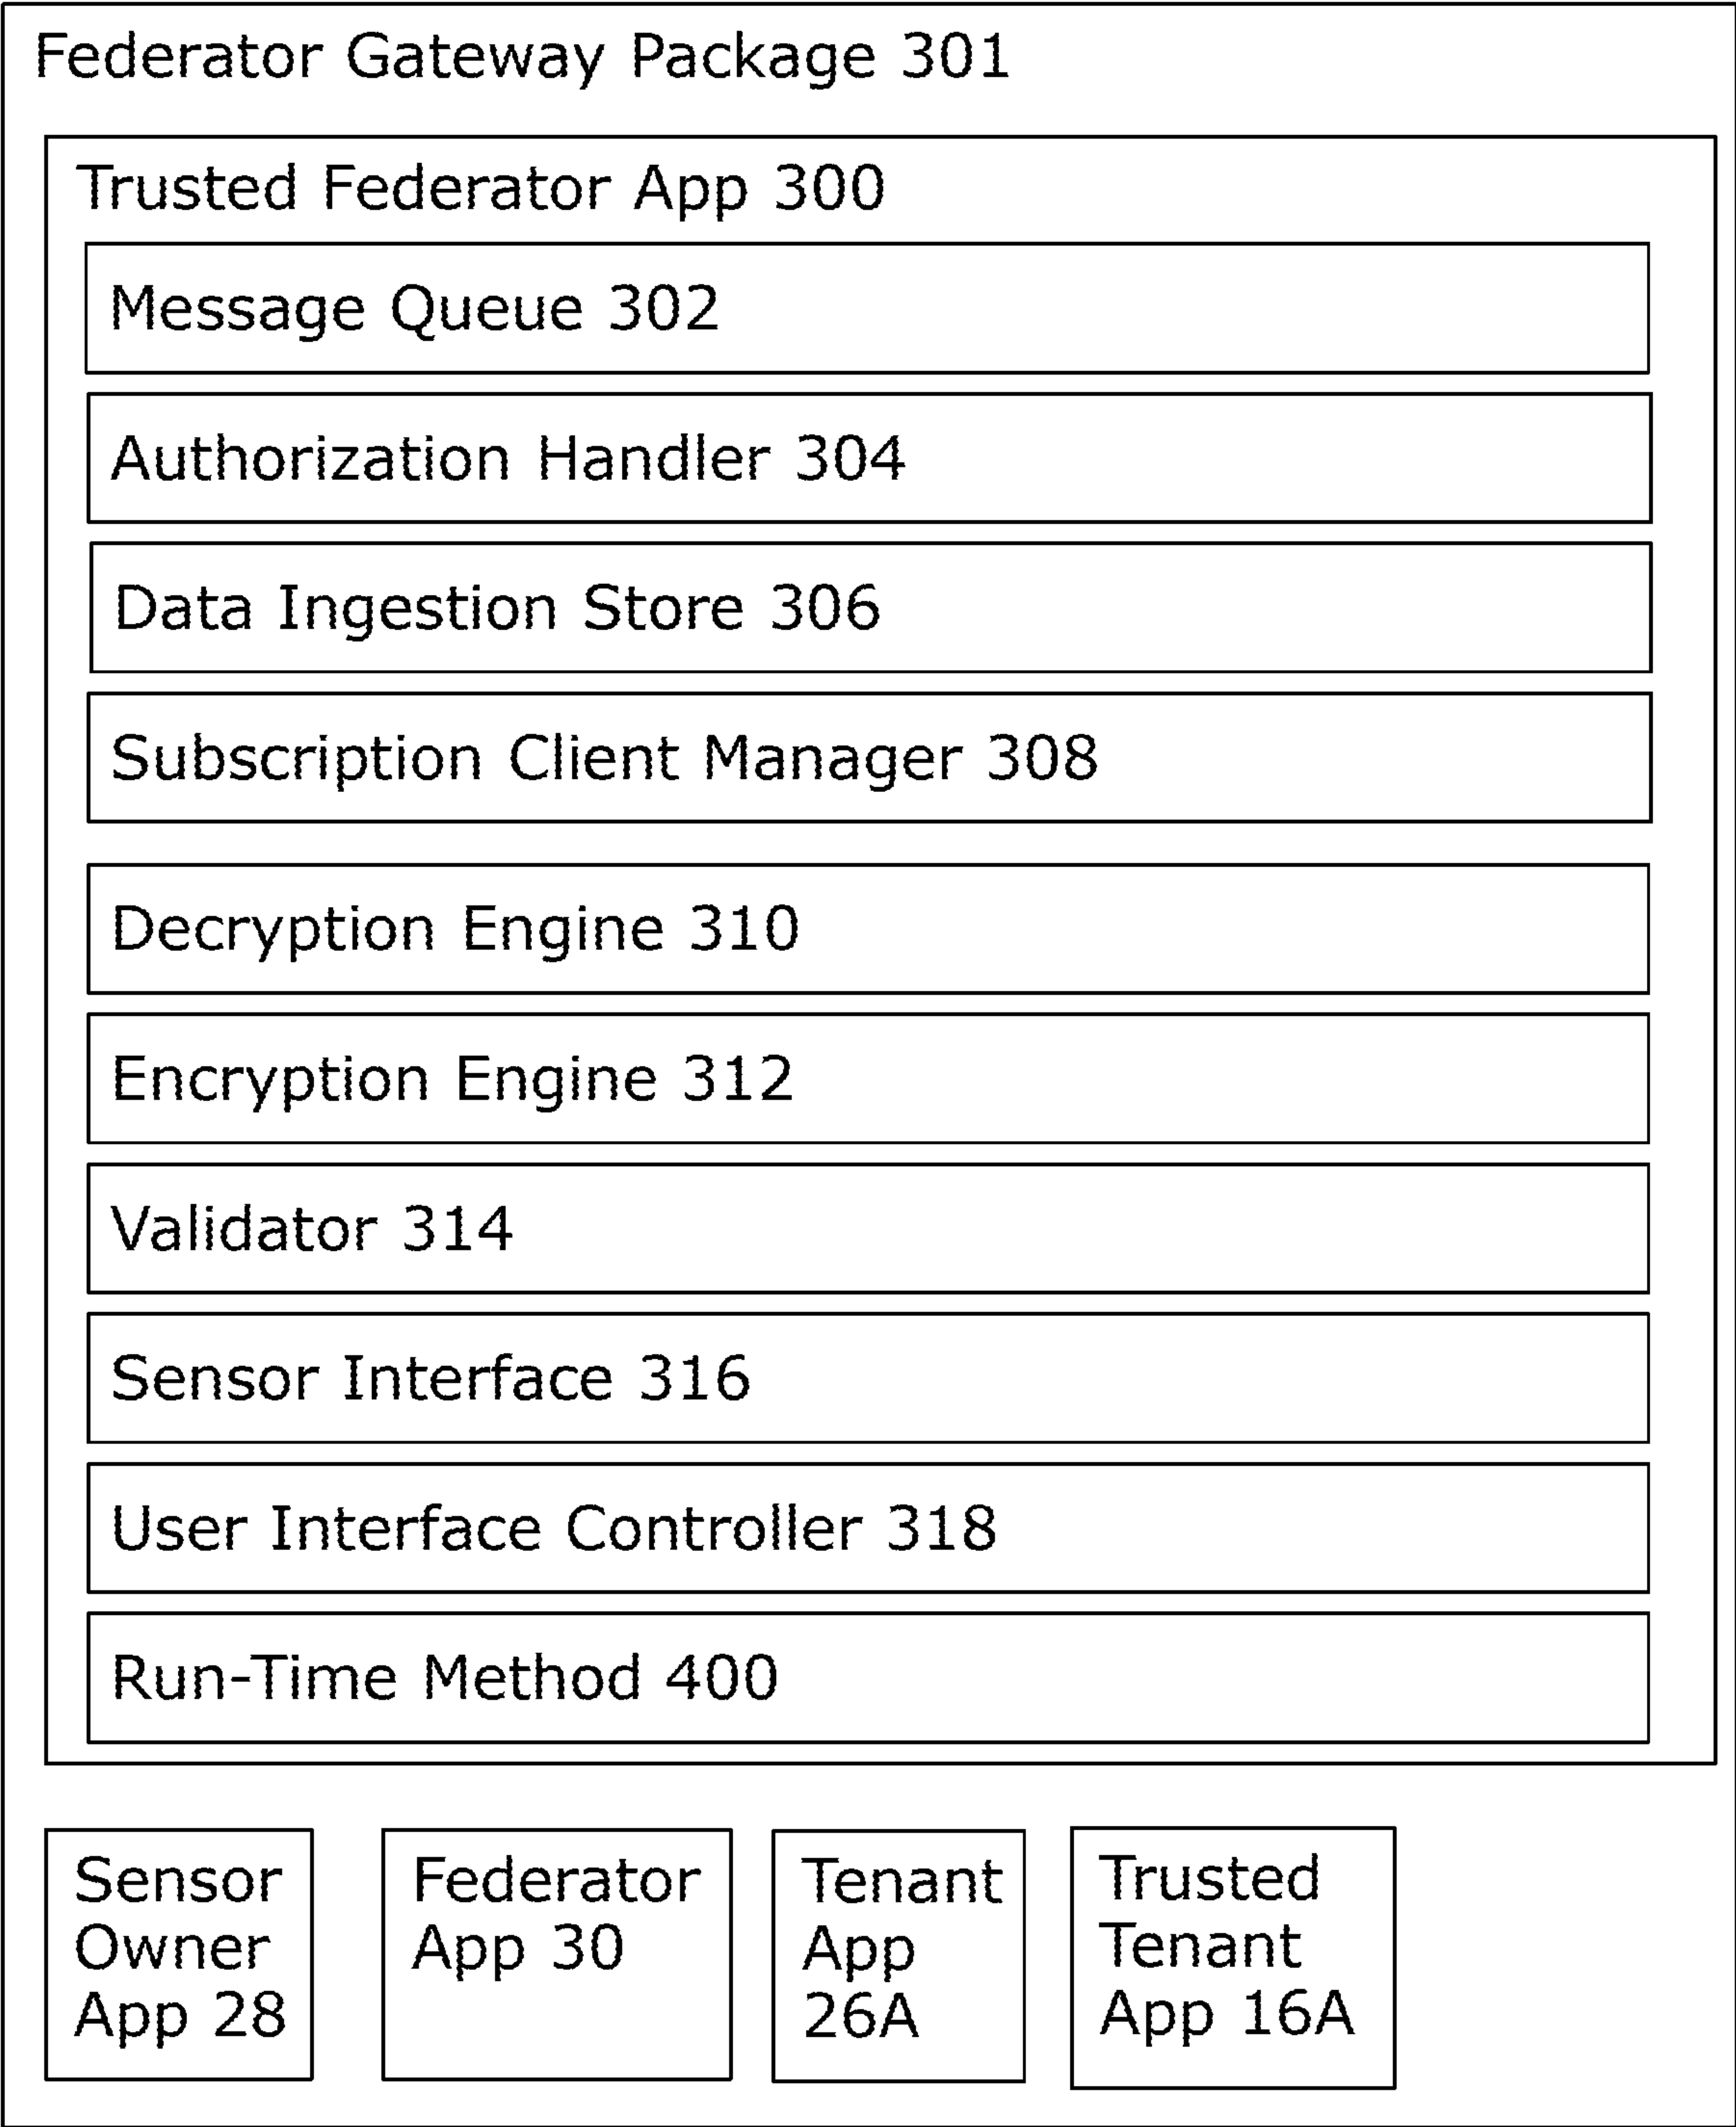 Federator Gateway Package 301
Trusted Federator App 300
Message Queue 302
Authorization Handler 304
Data Ingestion Store 306
Subscription Client Manager 308
Decryption Engine 310
Encryption Engine 312
Validator 314
Sensor Interface 316
User Interface Controller 318
Run-Time Method 400
Sensor
Owner
App 28
Federator
App 30
Tenant
App
26A
Trusted
Tenant
App 16A